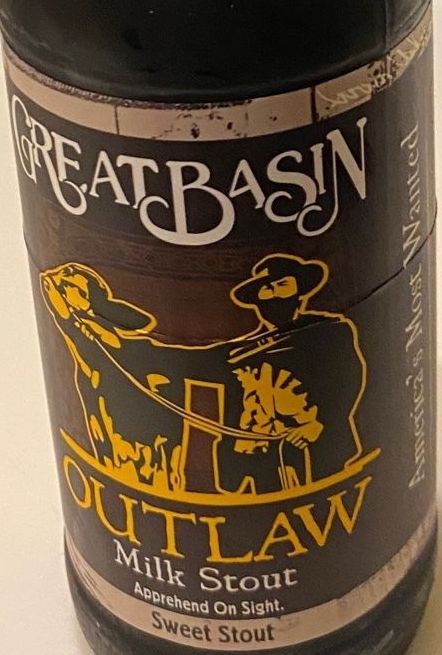 GREAT BASIN
America's Most Wanted
OUTLAW
Milk Stout
Apprehend On Sight.
Sweet Stout